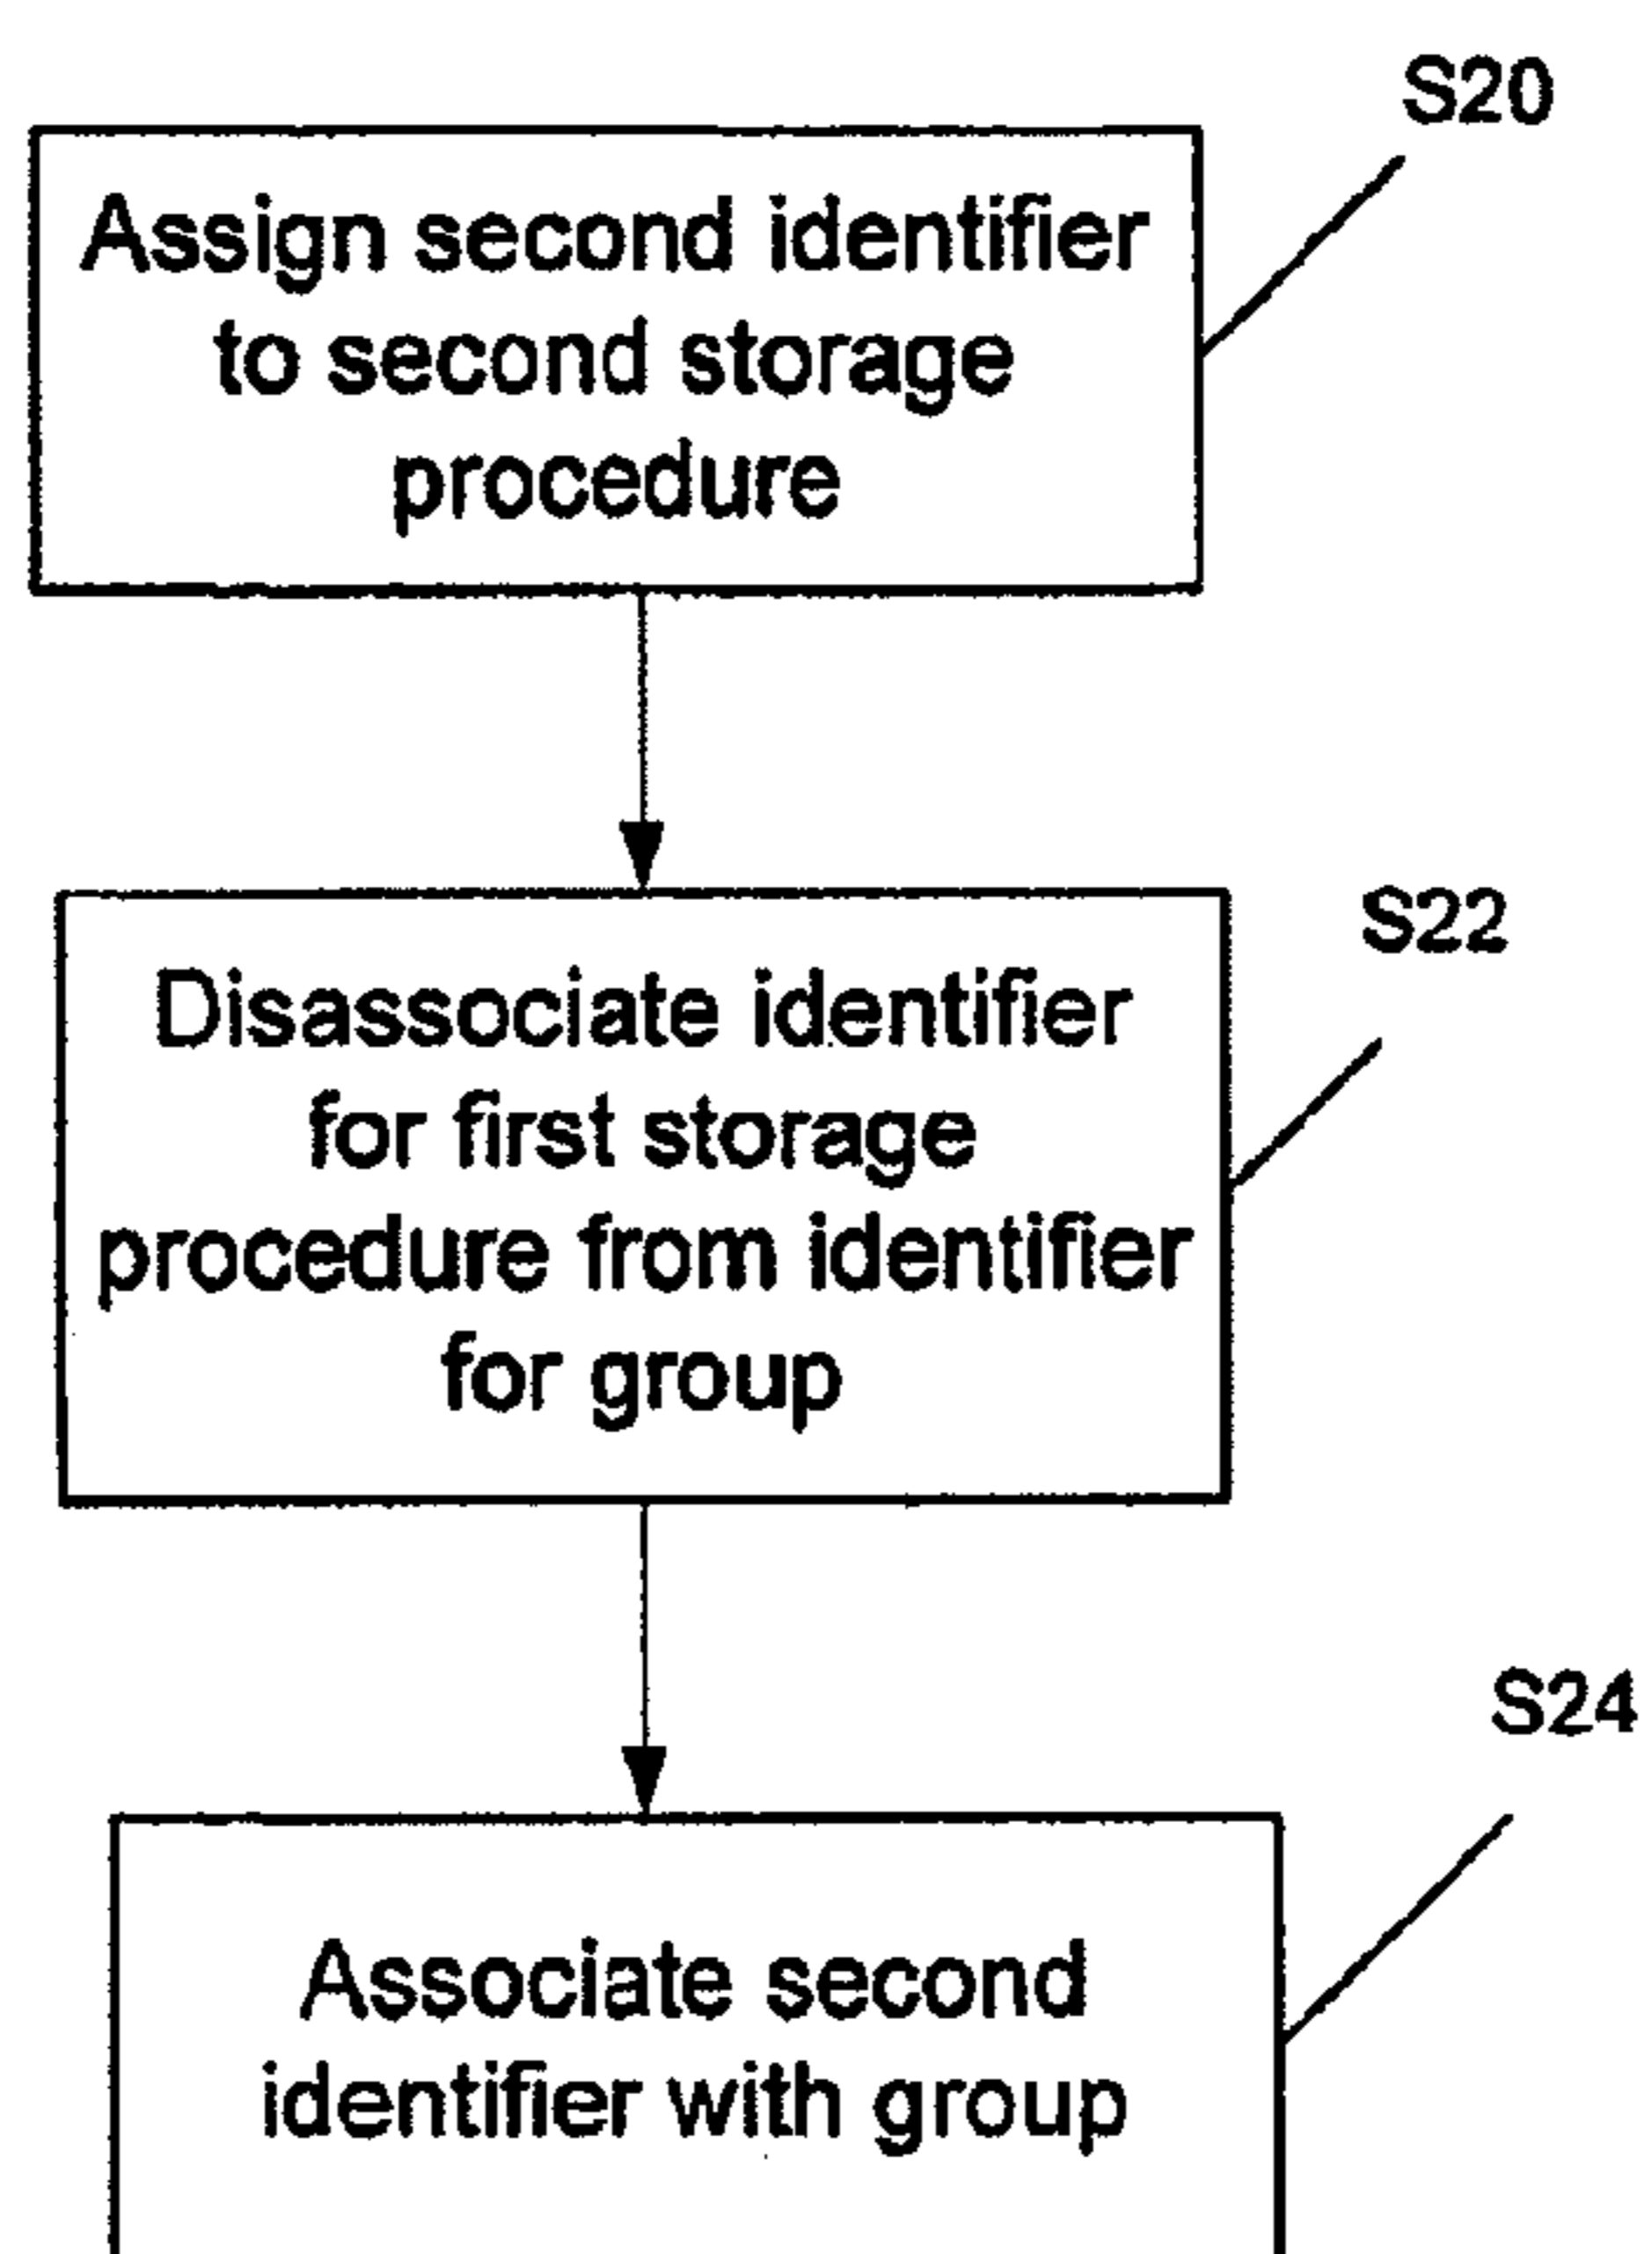 S20
Assign second identifier
to second storage
procedure
S22
Disassociate identifier
for first storage
procedure from identifier
for group
S24
Associate second
identifier with group